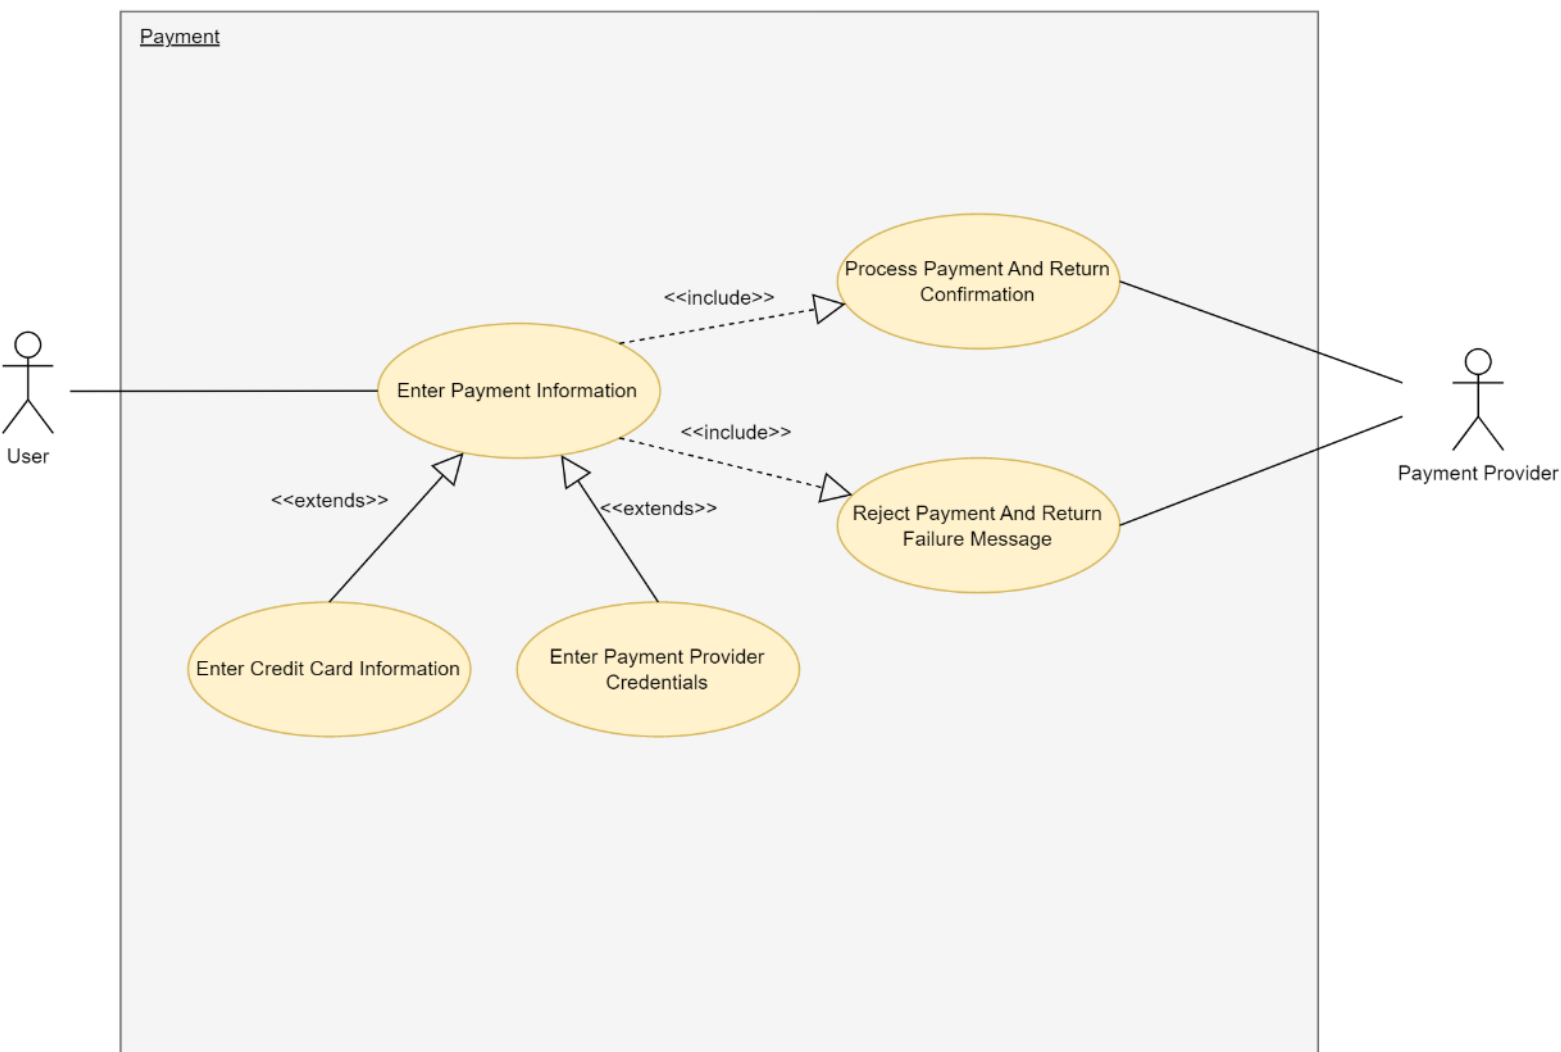 Payment
Process Payment And Return
Confirmation
<<include>>
Enter Payment Information
<<include>>
User
Payment Provider
<<extends>>
<<extends>>
Reject Payment And Return
Failure Message
Enter Credit Card Information
Enter Payment Provider
Credentials